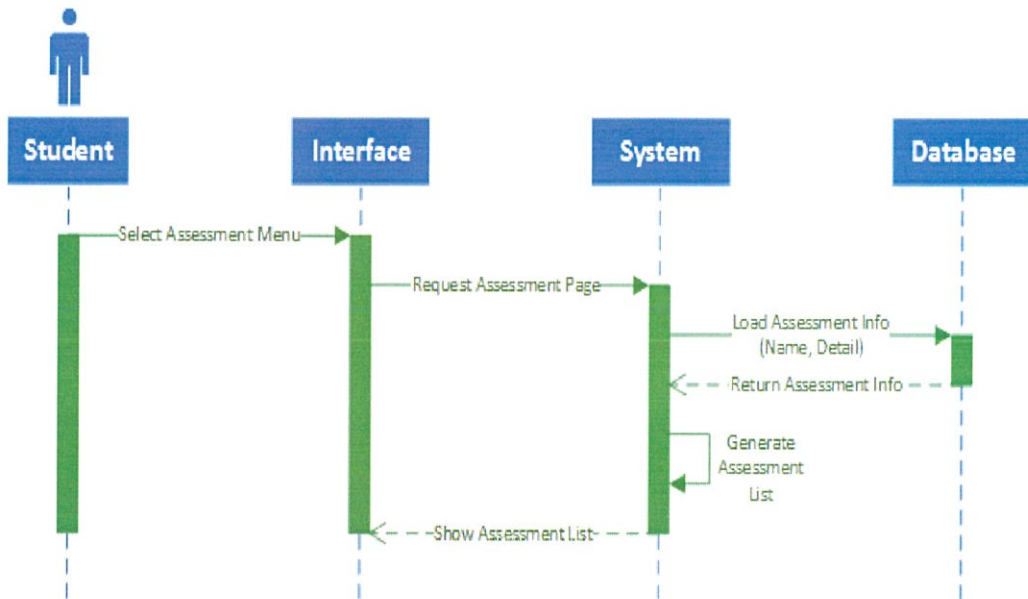 Student
Interface
System
Database
Select Assessment Menu
Request Assessment Page
Load Assessment Info
(Name, Detail)
Return Assessment Info
Generate
Assessment
List
Show Assessment List